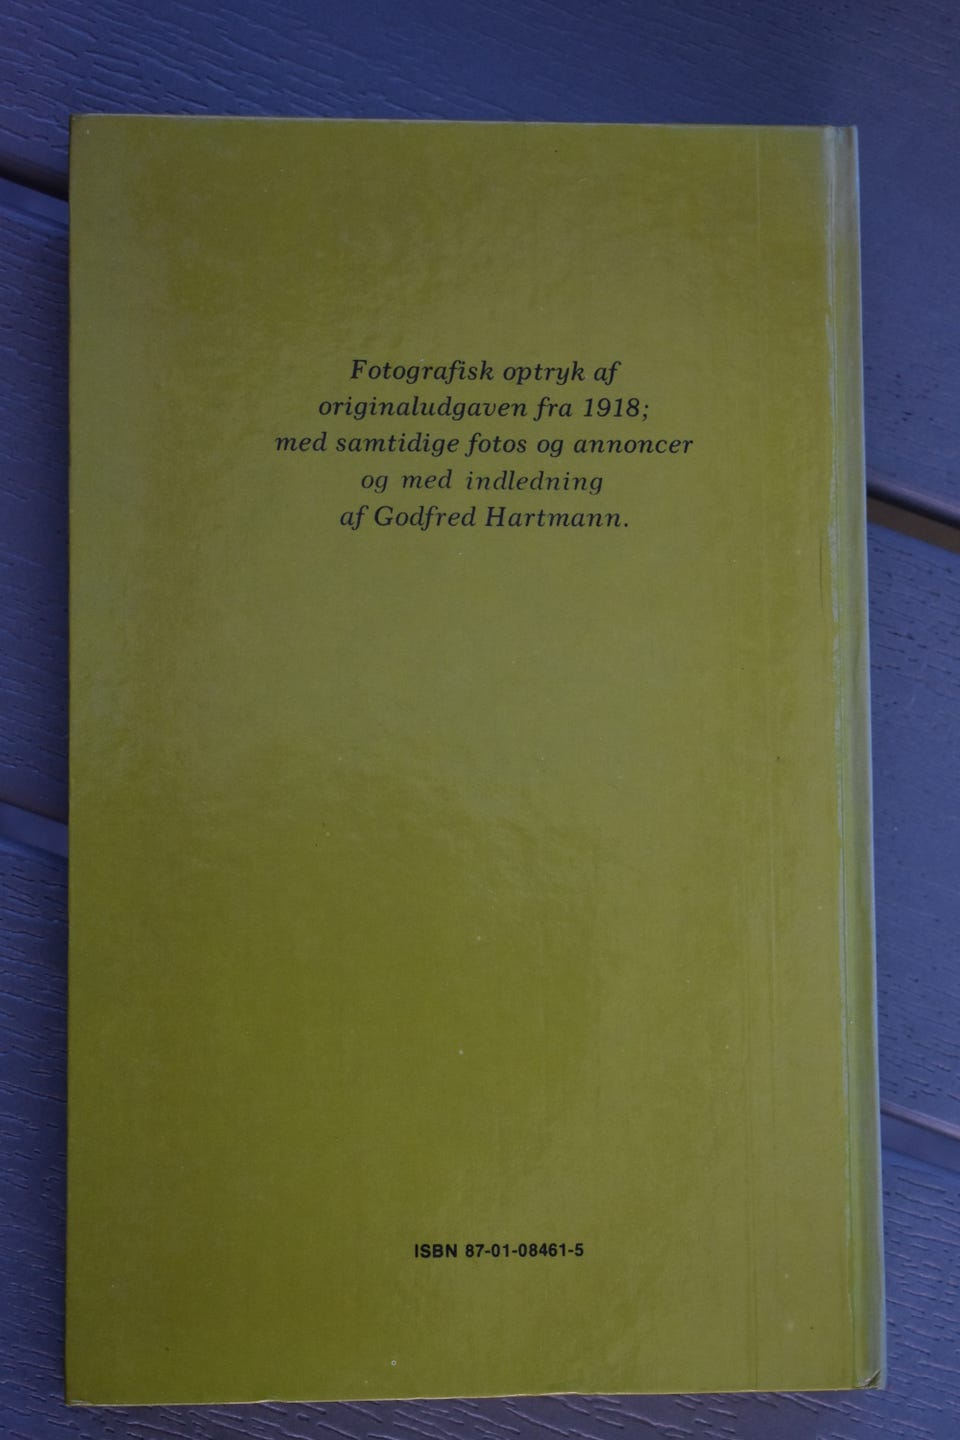 Fotografisk optryk af
originaludgaven fra 1918;
med samtidige fotos og annoncer
og med indledning
af Godfred Hartmann.
ISBN 87-01-08461-5